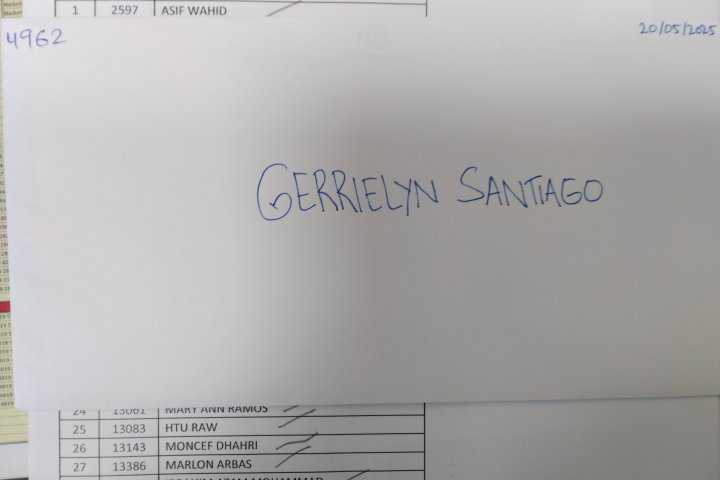 1 2597 ASIF WAHID
4962
20/05/2025
GERRIELYN SANTIAGO
24 13061 MARY ANN RAMOS
25 13083 HTU RAW
26 13143 MONCEF DHAHRI
27 13386 MARLON ARBAS